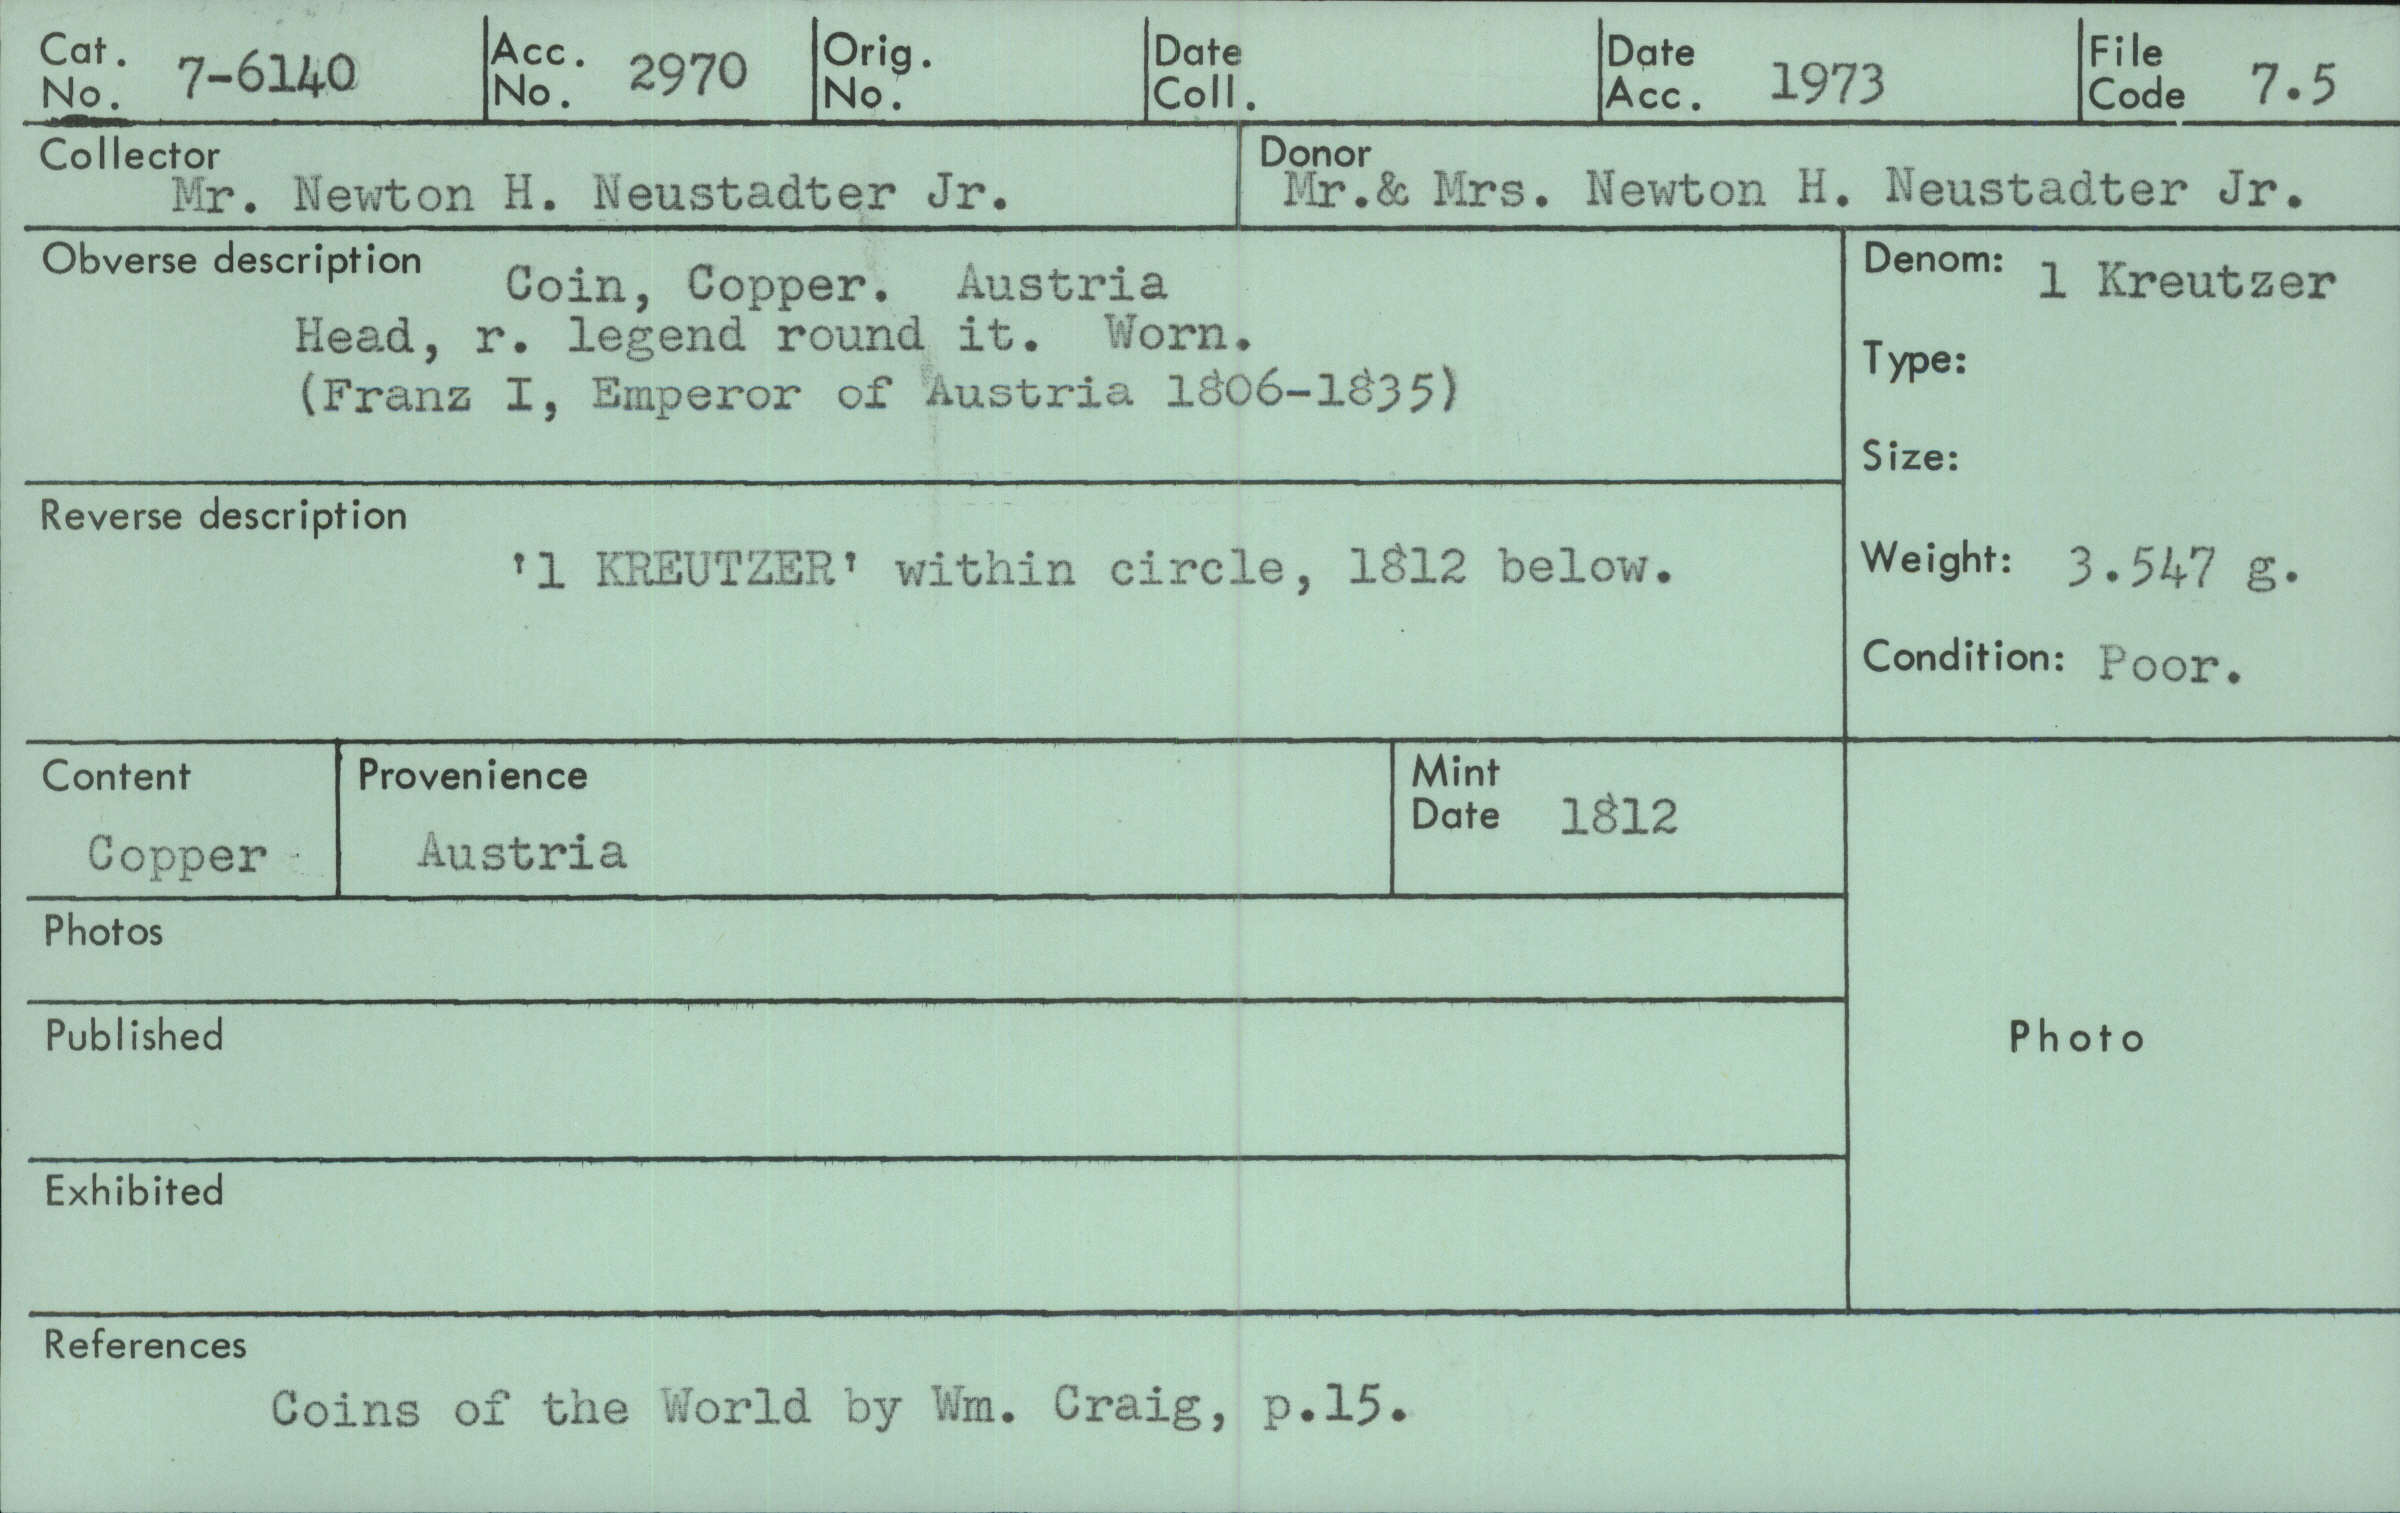 Cat. No. 7-6140 Acc. No. 2970 Orig. No. Date Coll. Date Acc. 1973 File Code 7.5
Collector Donor
Mr. Newton H. Neustadter Jr. Mr.& Mrs. Newton H. Neustadter Jr.
Obverse description Coin, Copper. Austria
Head, r. legend round it. Worn.
(Franz I, Emperor of Austria 1806-1835)
Denom: 1 Kreutzer
Type:
Size:
Reverse description
'1 KREUTZER' within circle, 1812 below.
Weight: 3.547 g.
Condition: Poor.
Content Provenience Mint Date 1812
Copper Austria
Photos
Published
Photo
Exhibited
References
Coins of the World by Wm. Craig, p.15.